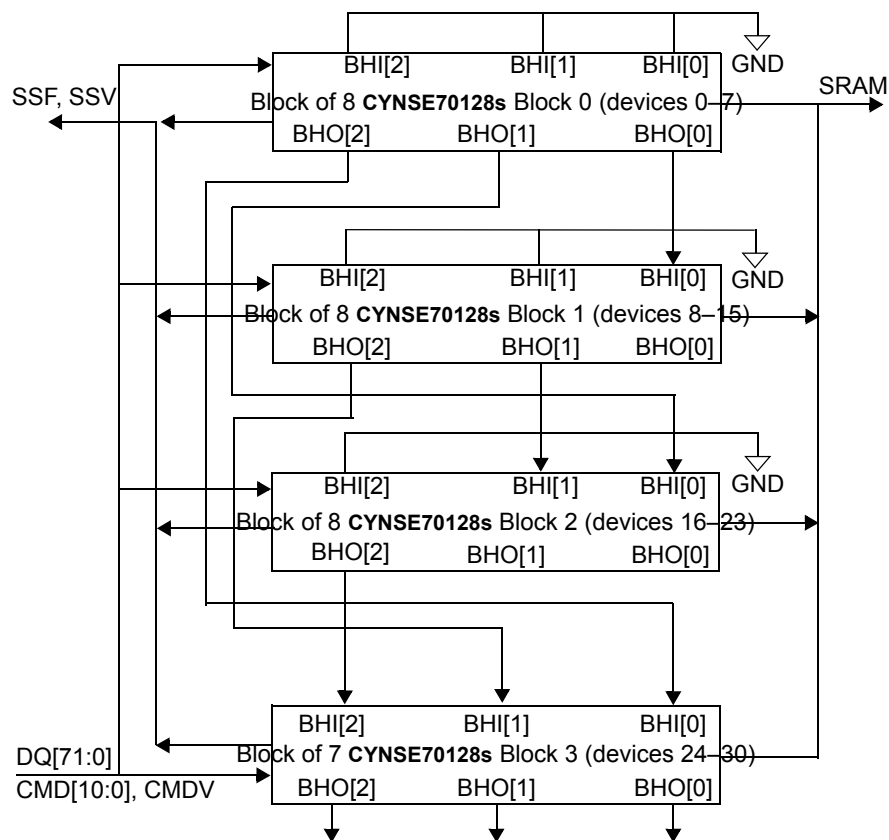 BHI[2] BHI[1] BHI[0] GND
SSF, SSV SRAM
Block of 8 CYNSE70128s Block 0 (devices 0–7)
BHO[2] BHO[1] BHO[0]
BHI[2] BHI[1] BHI[0] GND
Block of 8 CYNSE70128s Block 1 (devices 8–15)
BHO[2] BHO[1] BHO[0]
BHI[2] BHI[1] BHI[0] GND
Block of 8 CYNSE70128s Block 2 (devices 16–23)
BHO[2] BHO[1] BHO[0]
BHI[2] BHI[1] BHI[0]
DQ[71:0] Block of 7 CYNSE70128s Block 3 (devices 24–30)
CMD[10:0], CMDV BHO[2] BHO[1] BHO[0]